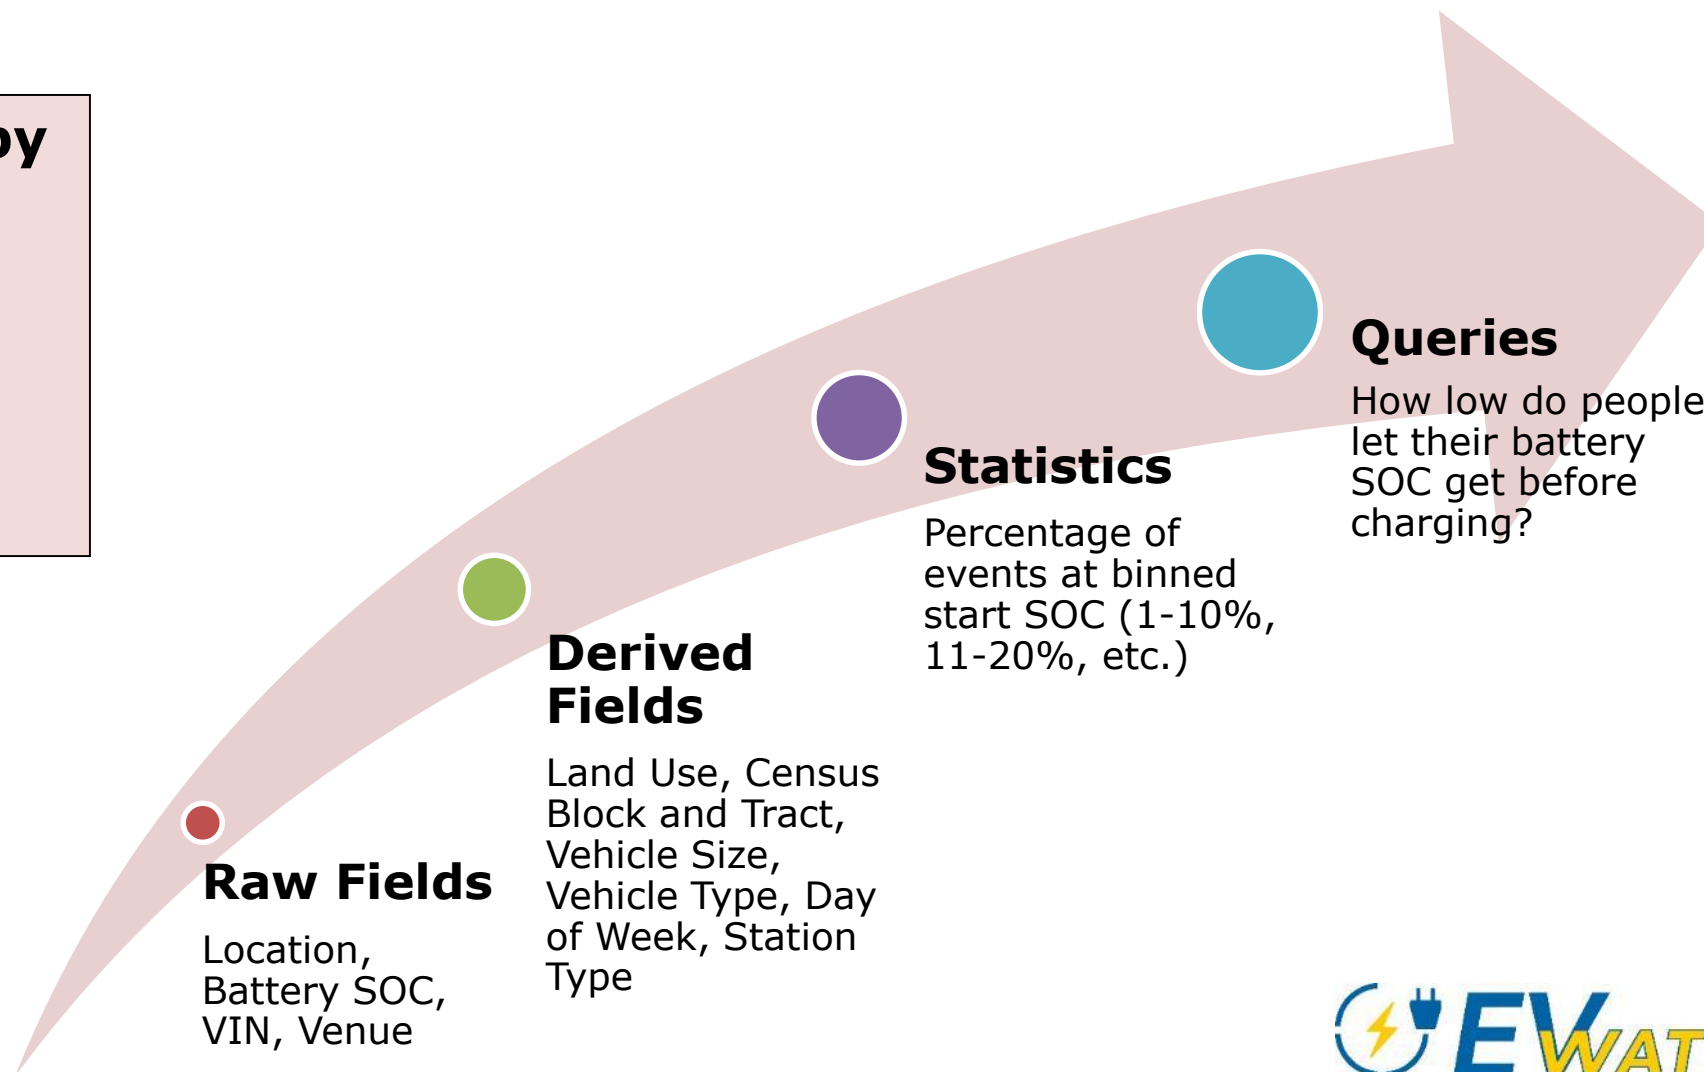 Queries
How low do people
let their battery
SOC get before
charging?
Statistics
Percentage of
events at binned
start SOC (1-10%,
11-20%, etc.)
Derived
Fields
Land Use, Census
Block and Tract,
Vehicle Size,
Vehicle Type, Day
of Week, Station
Type
Raw Fields
Location,
Battery SOC,
VIN, Venue
EV